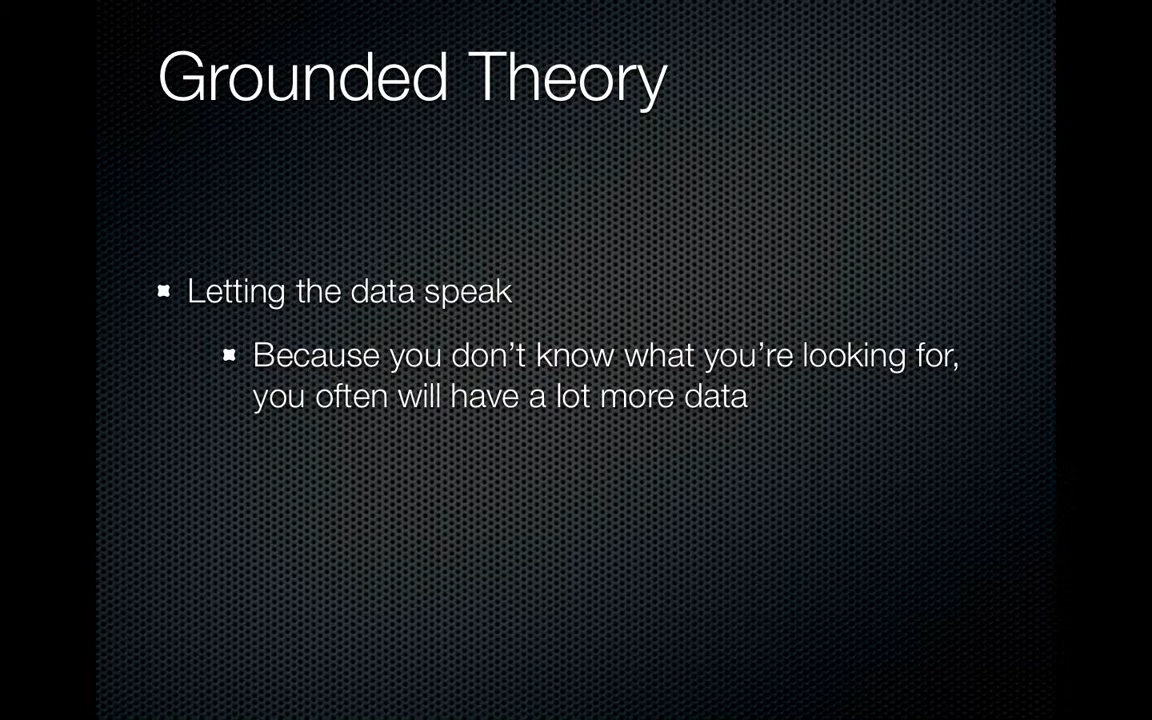 Grounded Theory
Letting the data speak
Because you don’t know what you’re looking for,
you often will have a lot more data